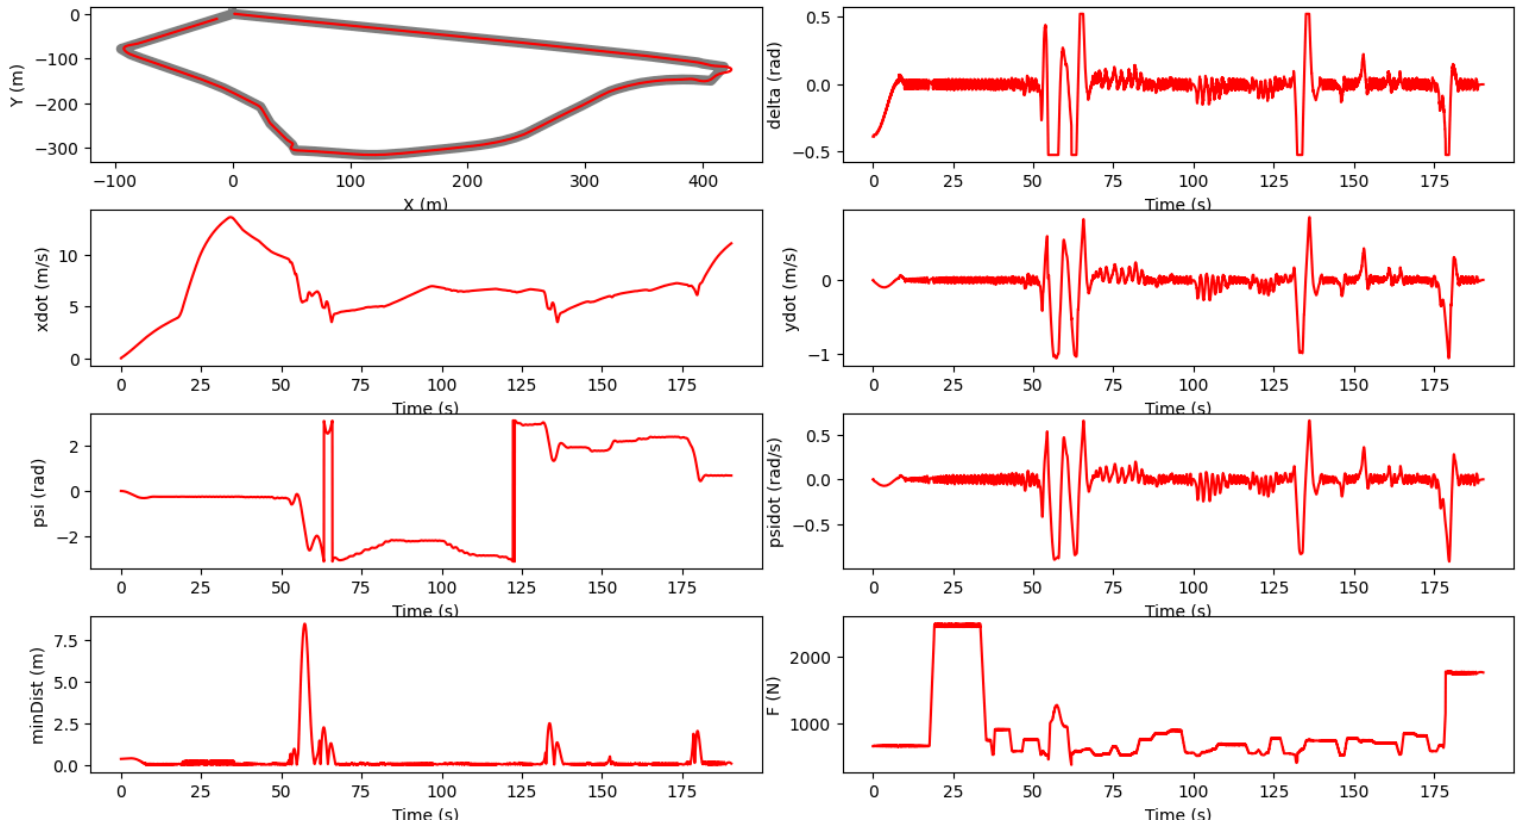 0
−100
−200
−300
Y (m)
−100 0 100 200 300 400
X (m)
0.5
0.0
−0.5
delta (rad)
0 25 50 75 100 125 150 175
Time (s)
10
5
0
xdot (m/s)
0 25 50 75 100 125 150 175
Time (s)
0
−1
ydot (m/s)
0 25 50 75 100 125 150 175
Time (s)
2
0
−2
psi (rad)
0 25 50 75 100 125 150 175
Time (s)
0.5
0.0
−0.5
psidot (rad/s)
0 25 50 75 100 125 150 175
Time (s)
7.5
5.0
2.5
0.0
minDist (m)
0 25 50 75 100 125 150 175
Time (s)
2000
1000
F (N)
0 25 50 75 100 125 150 175
Time (s)